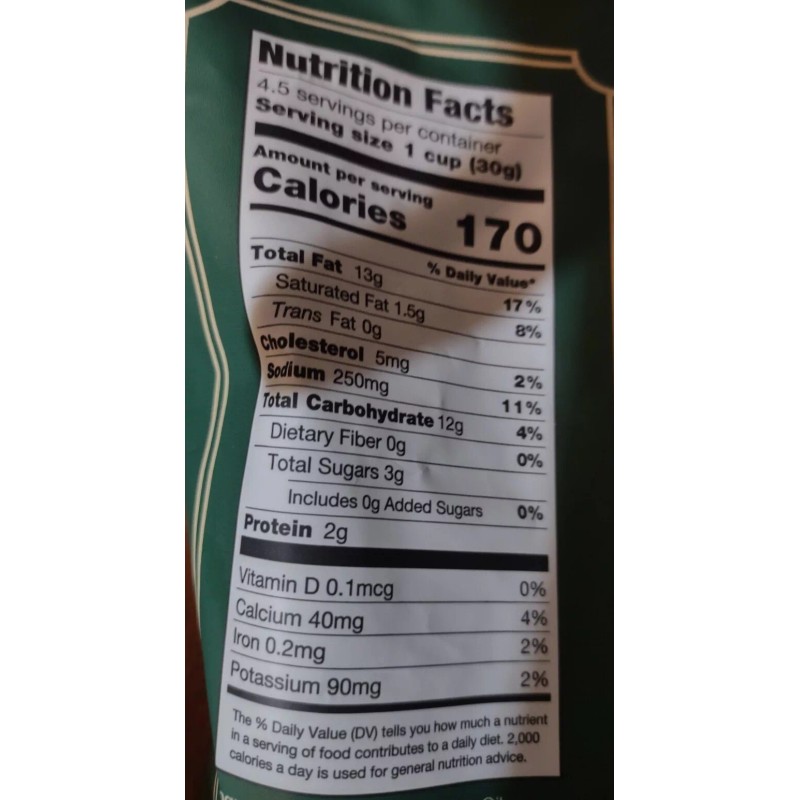 Nutrition Facts
4.5 servings per container
Serving size 1 cup (30g)
Amount per serving
Calories 170
% Daily Value*
Total Fat 13g 17%
Saturated Fat 1.5g 8%
Trans Fat 0g
Cholesterol 5mg 2%
Sodium 250mg 11%
Total Carbohydrate 12g 4%
Dietary Fiber 0g 0%
Total Sugars 3g
Includes 0g Added Sugars 0%
Protein 2g
Vitamin D 0.1mcg 0%
Calcium 40mg 4%
Iron 0.2mg 2%
Potassium 90mg 2%
The % Daily Value (DV) tells you how much a nutrient
in a serving of food contributes to a daily diet. 2,000
calories a day is used for general nutrition advice.